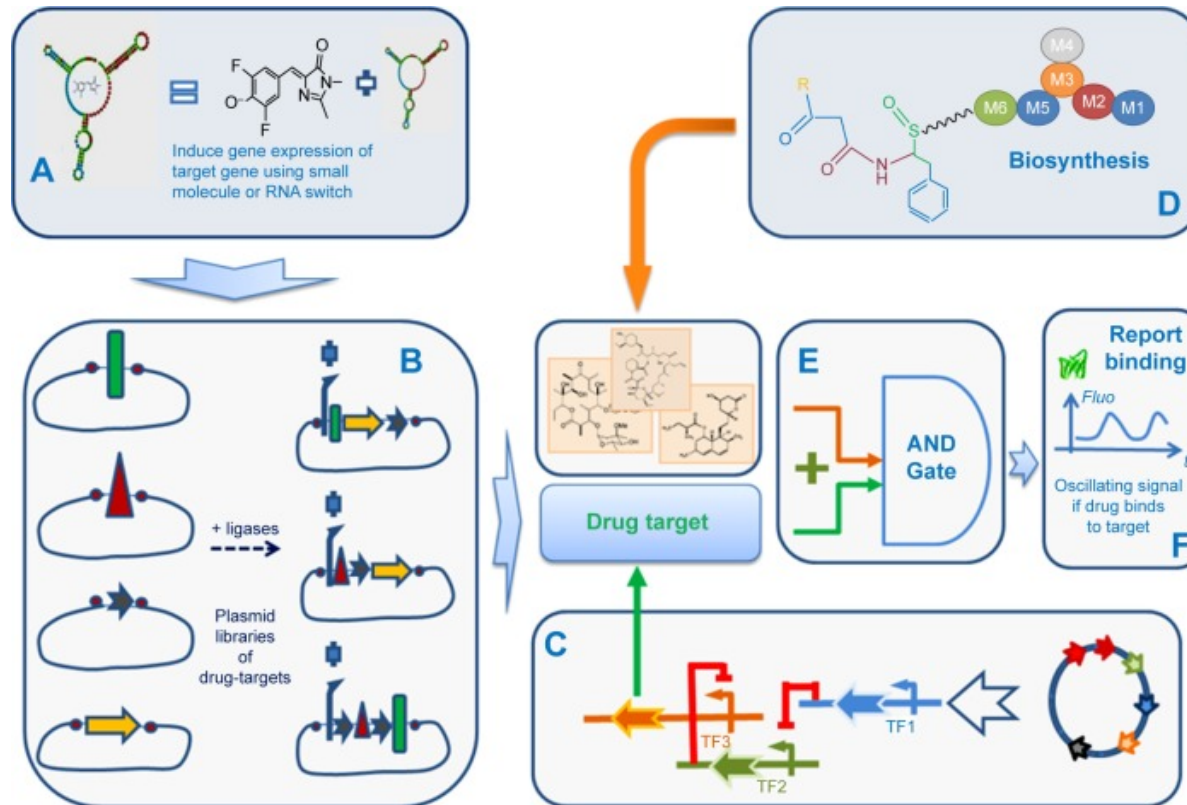 F
F
O
O
N
N
Induce gene expression of
target gene using small
molecule or RNA switch
A
R
O
O
NH
O
S
M4
M3
M6
M5
M2
M1
Biosynthesis
D
B
+ ligases
Plasmid
libraries
of
drug-targets
Drug target
E
AND
Gate
Report
binding
Fluo
t
Oscillating signal
if drug binds
to target
F
C
TF3
TF1
TF2